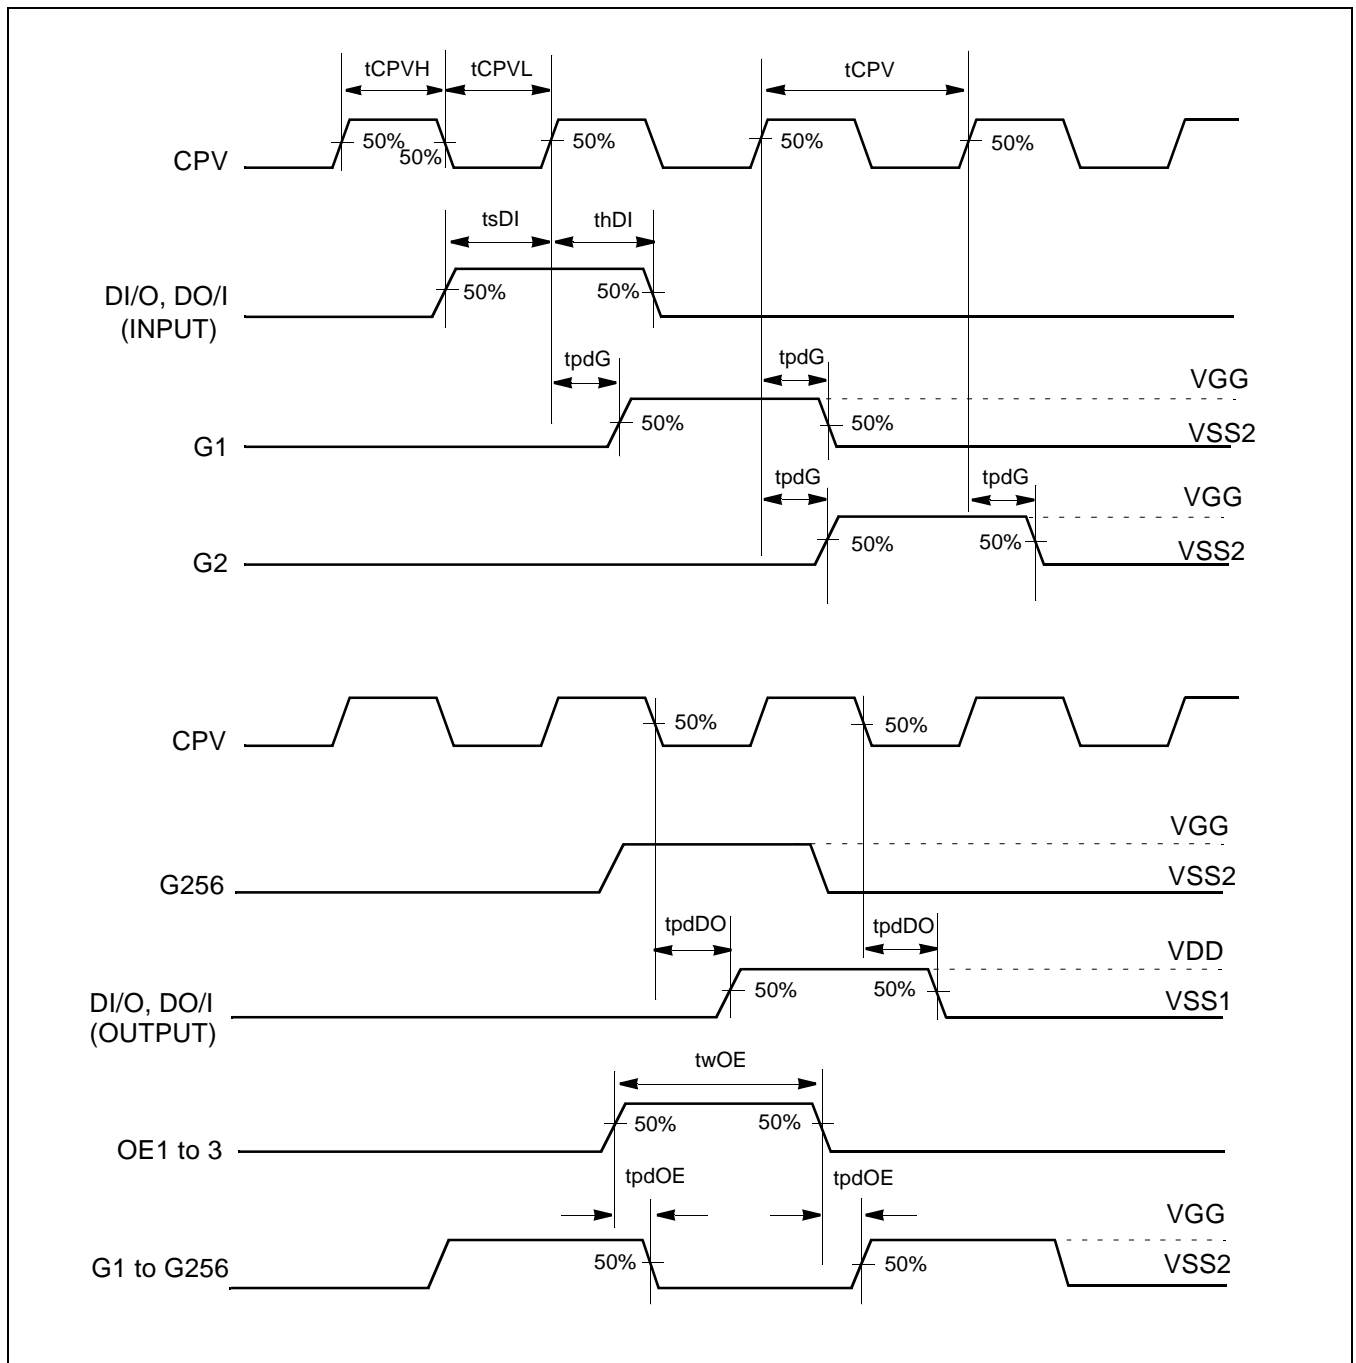 tCPVH tCPVL tCPV
CPV 50% 50% 50% 50% 50%
tsDI thDI
DI/O, DO/I 50% 50%
(INPUT)
tpdG tpdG
VGG
G1 50% 50% VSS2
tpdG tpdG
VGG
G2 50% 50% VSS2
CPV 50% 50%
VGG
G256 VSS2
tpdDO tpdDO
VDD
DI/O, DO/I 50% 50% VSS1
(OUTPUT)
twOE
OE1 to 3 50% 50%
tpdOE tpdOE
VGG
G1 to G256 50% 50% VSS2